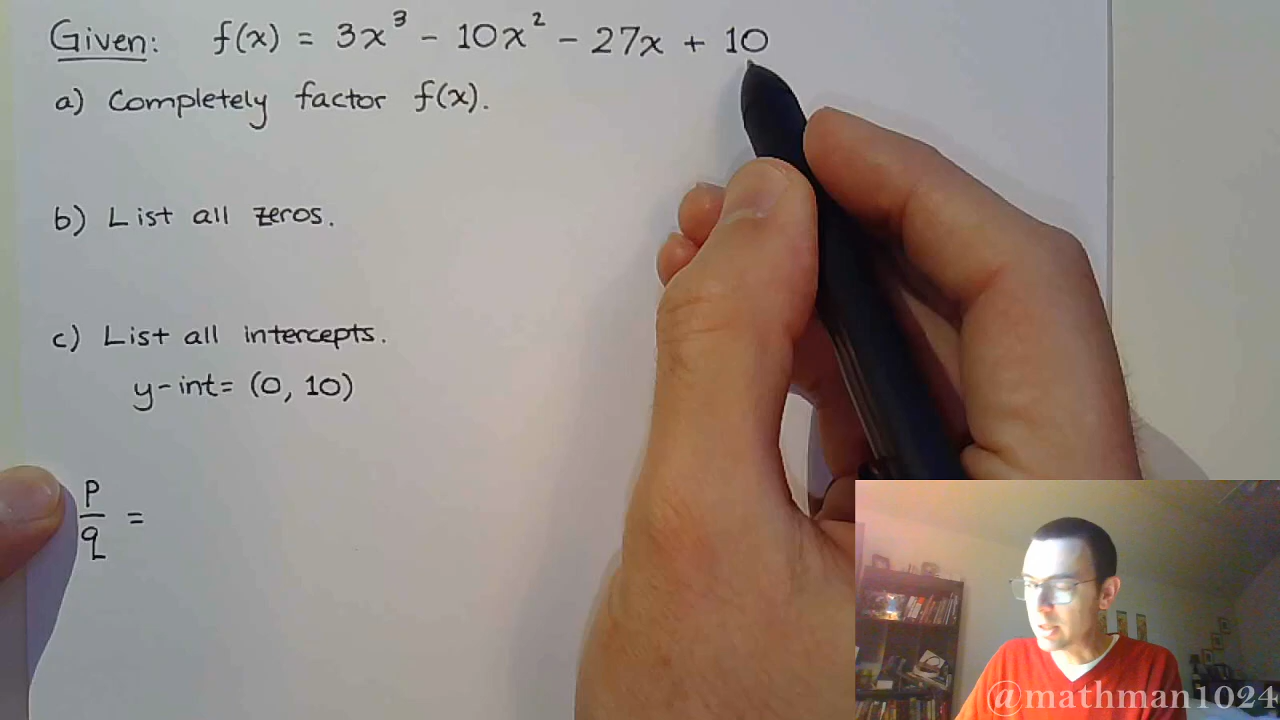 Given: f(x) = 3x³ - 10x² - 27x + 10
a) Completely factor f(x).
b) List all zeros.
c) List all intercepts.
y-int = (0, 10)
p/q =
@mathman1024